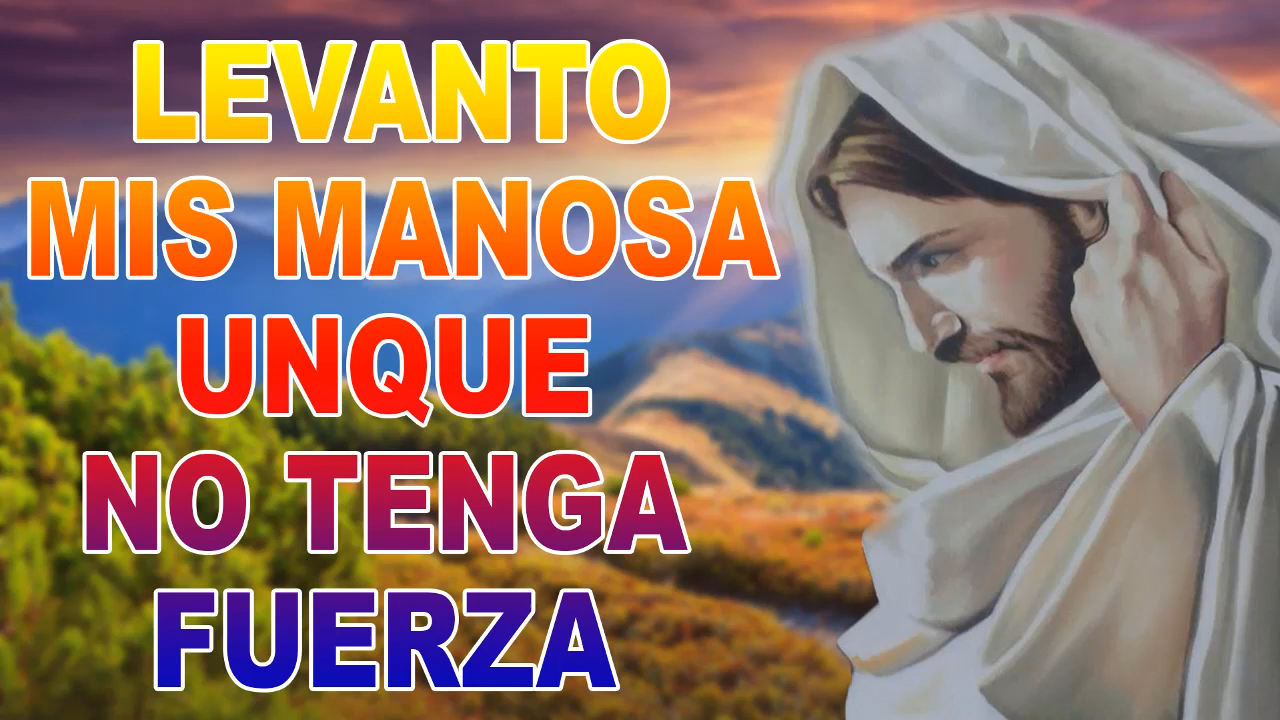 LEVANTO
MIS MANOSA
UNQUE
NO TENGA
FUERZA